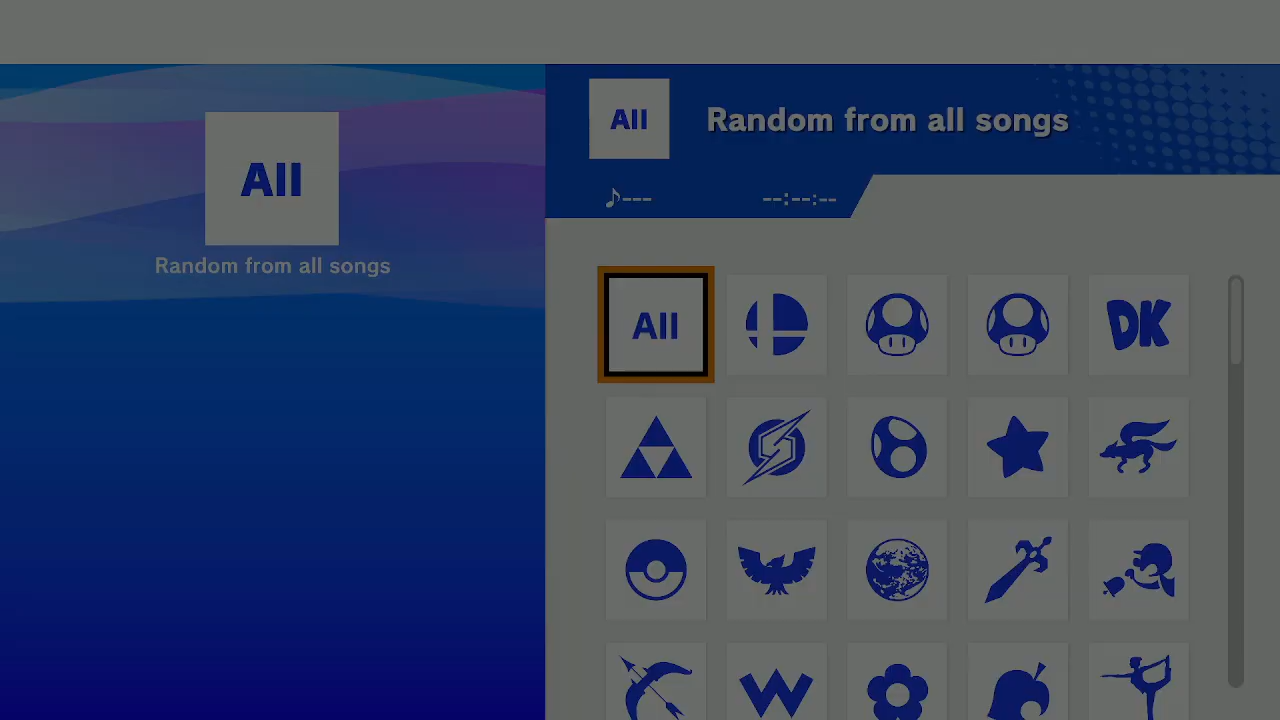 All
Random from all songs
All
Random from all songs
♪---
--:--:--
All
DK